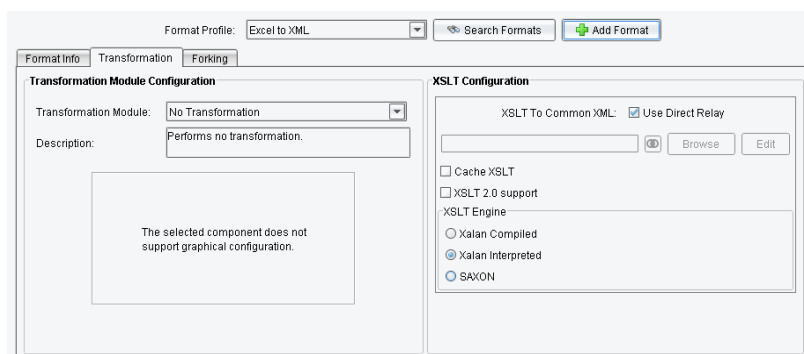 Format Profile: Excel to XML Search Formats Add Format
Format Info Transformation Forking
Transformation Module Configuration
Transformation Module: No Transformation
Description: Performs no transformation.
The selected component does not
support graphical configuration.
XSLT Configuration
XSLT To Common XML: Use Direct Relay
Browse Edit
Cache XSLT
XSLT 2.0 support
XSLT Engine
Xalan Compiled
Xalan Interpreted
SAXON